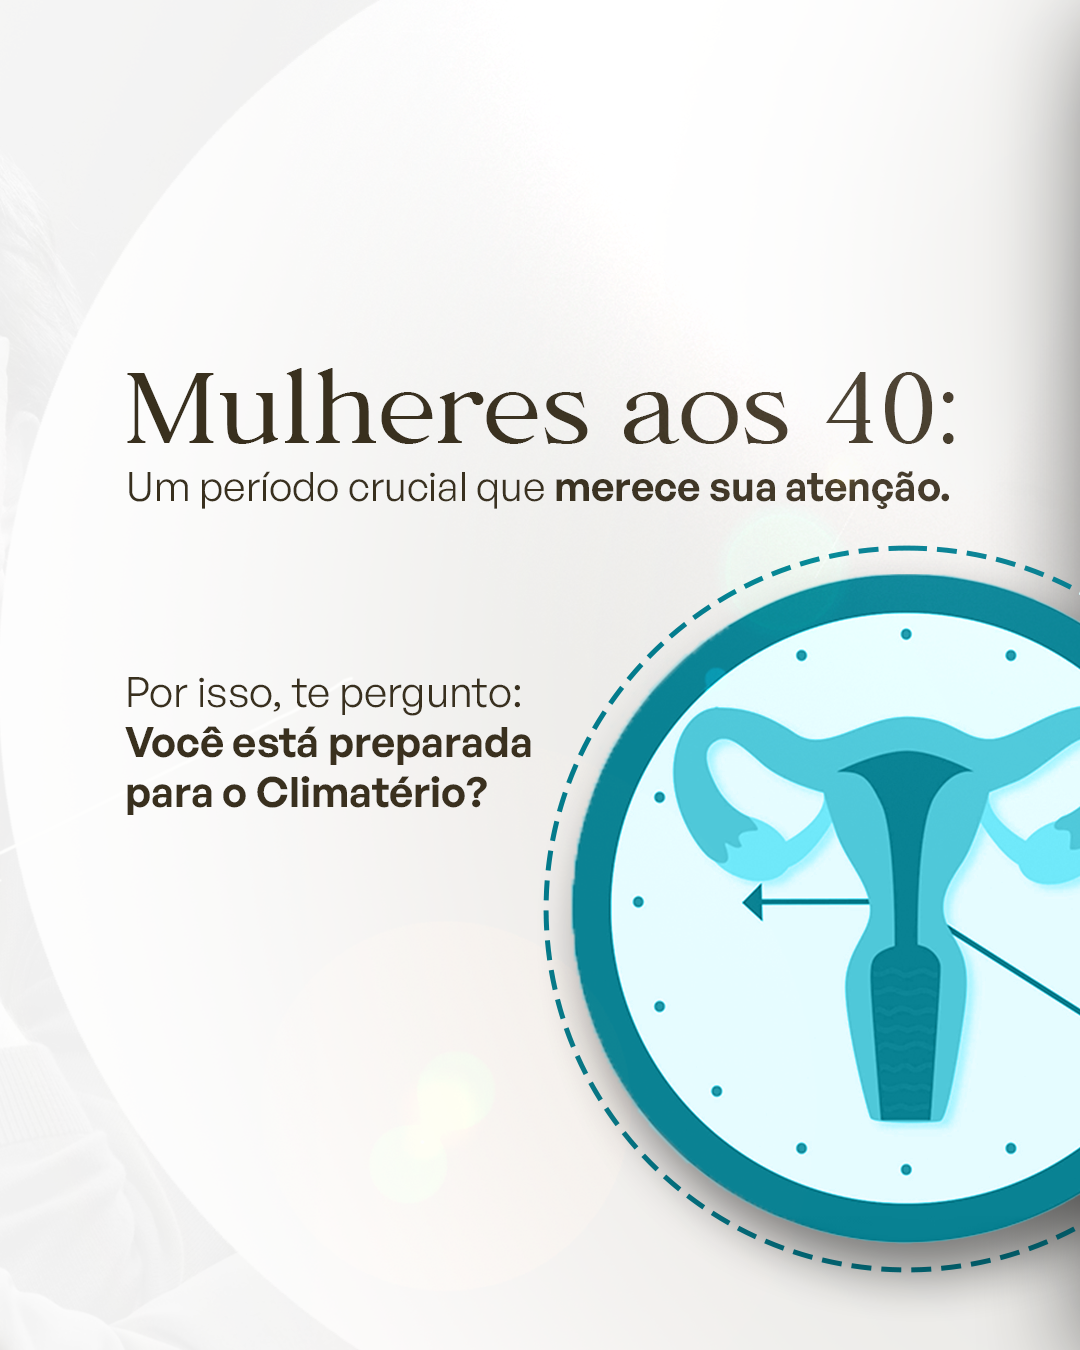 Mulheres aos 40:
Um período crucial que merece sua atenção.
Por isso, te pergunto:
Você está preparada
para o Climatério?